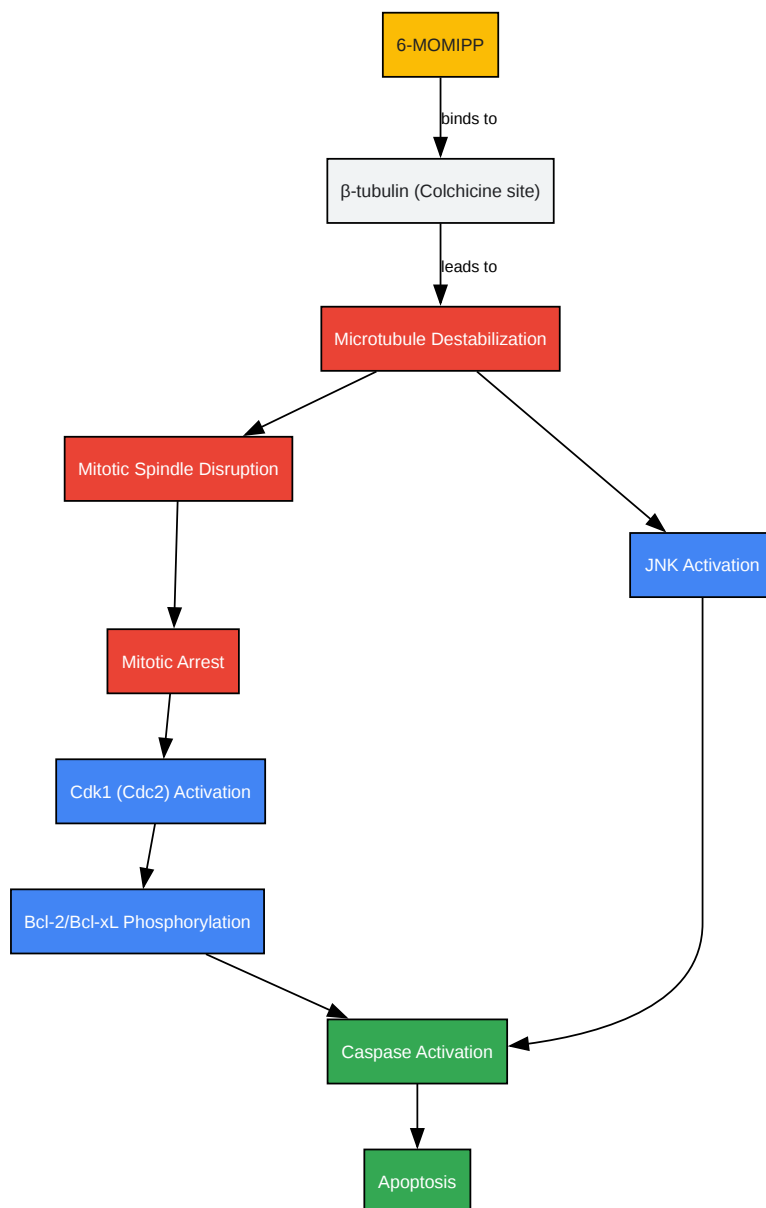 6-MOMIPP
binds to
β-tubulin (Colchicine site)
leads to
Microtubule Destabilization
Mitotic Spindle Disruption
JNK Activation
Mitotic Arrest
Cdk1 (Cdc2) Activation
Bcl-2/Bcl-xL Phosphorylation
Caspase Activation
Apoptosis